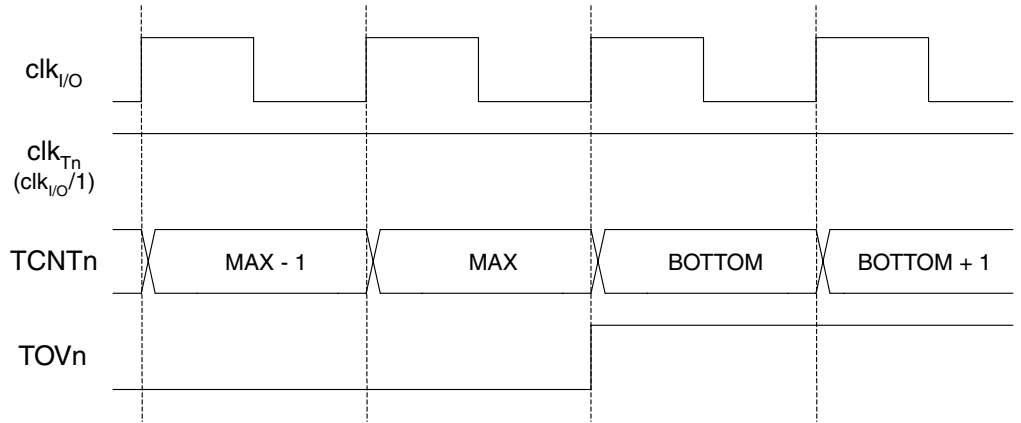 clkI/O
clkTn
(clkI/O/1)
TCNTn MAX - 1 MAX BOTTOM BOTTOM + 1
TOVn